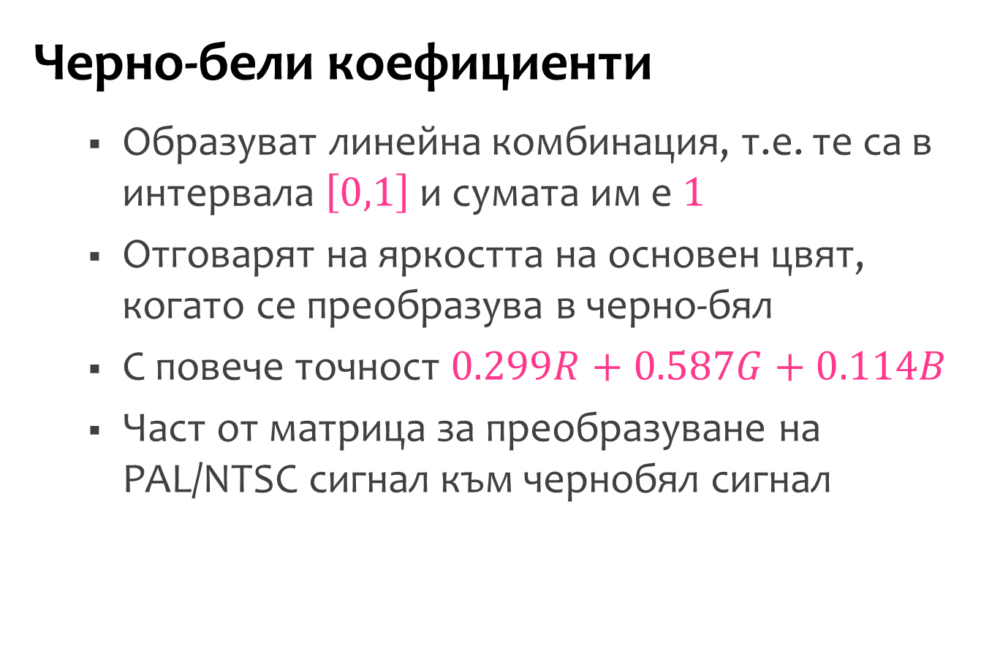 Черно-бели коефициенти
▪ Образуват линейна комбинация, т.е. те са в
интервала [0,1] и сумата им е 1
▪ Отговарят на яркостта на основен цвят,
когато се преобразува в черно-бял
▪ С повече точност 0.299R + 0.587G + 0.114B
▪ Част от матрица за преобразуване на
PAL/NTSC сигнал към чернобял сигнал